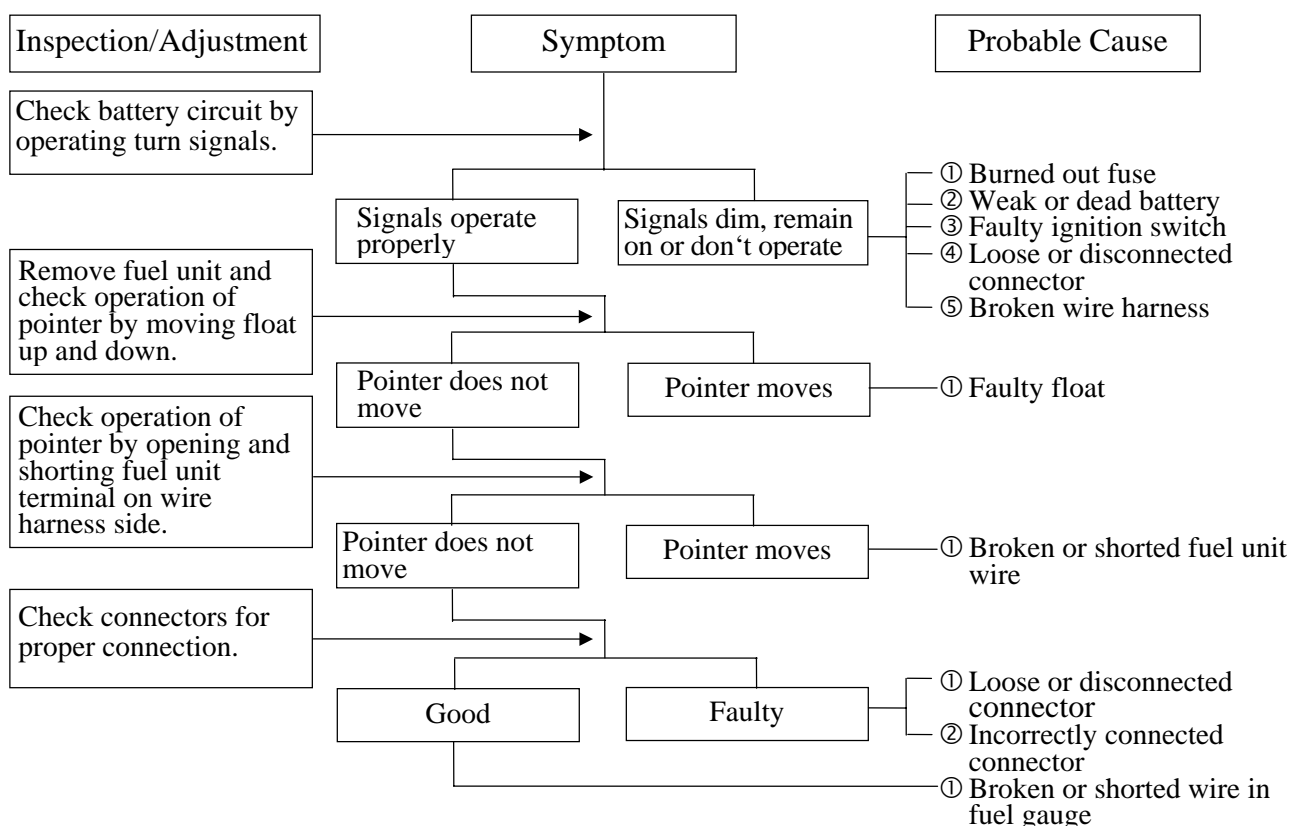 Inspection/Adjustment
Symptom
Probable Cause
Check battery circuit by
operating turn signals.
Signals operate
properly
Signals dim, remain
on or don‘t operate
① Burned out fuse
② Weak or dead battery
③ Faulty ignition switch
④ Loose or disconnected
connector
⑤ Broken wire harness
Remove fuel unit and
check operation of
pointer by moving float
up and down.
Pointer does not
move
Pointer moves
① Faulty float
Check operation of
pointer by opening and
shorting fuel unit
terminal on wire
harness side.
Pointer does not
move
Pointer moves
① Broken or shorted fuel unit
wire
Check connectors for
proper connection.
Good
Faulty
① Loose or disconnected
connector
② Incorrectly connected
connector
① Broken or shorted wire in
fuel gauge